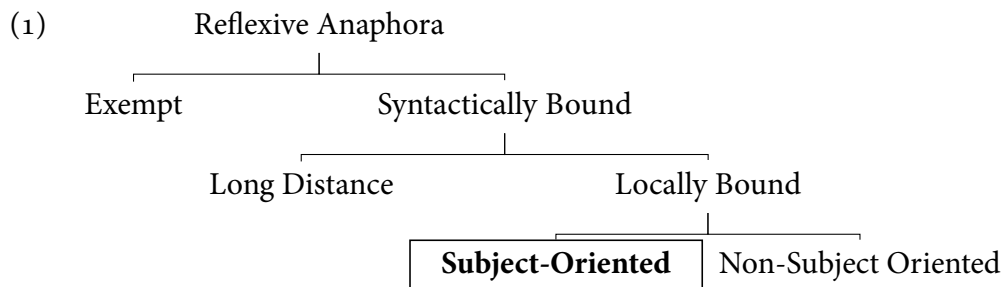 (1) Reflexive Anaphora
Exempt Syntactically Bound
Long Distance Locally Bound
Subject-Oriented Non-Subject Oriented